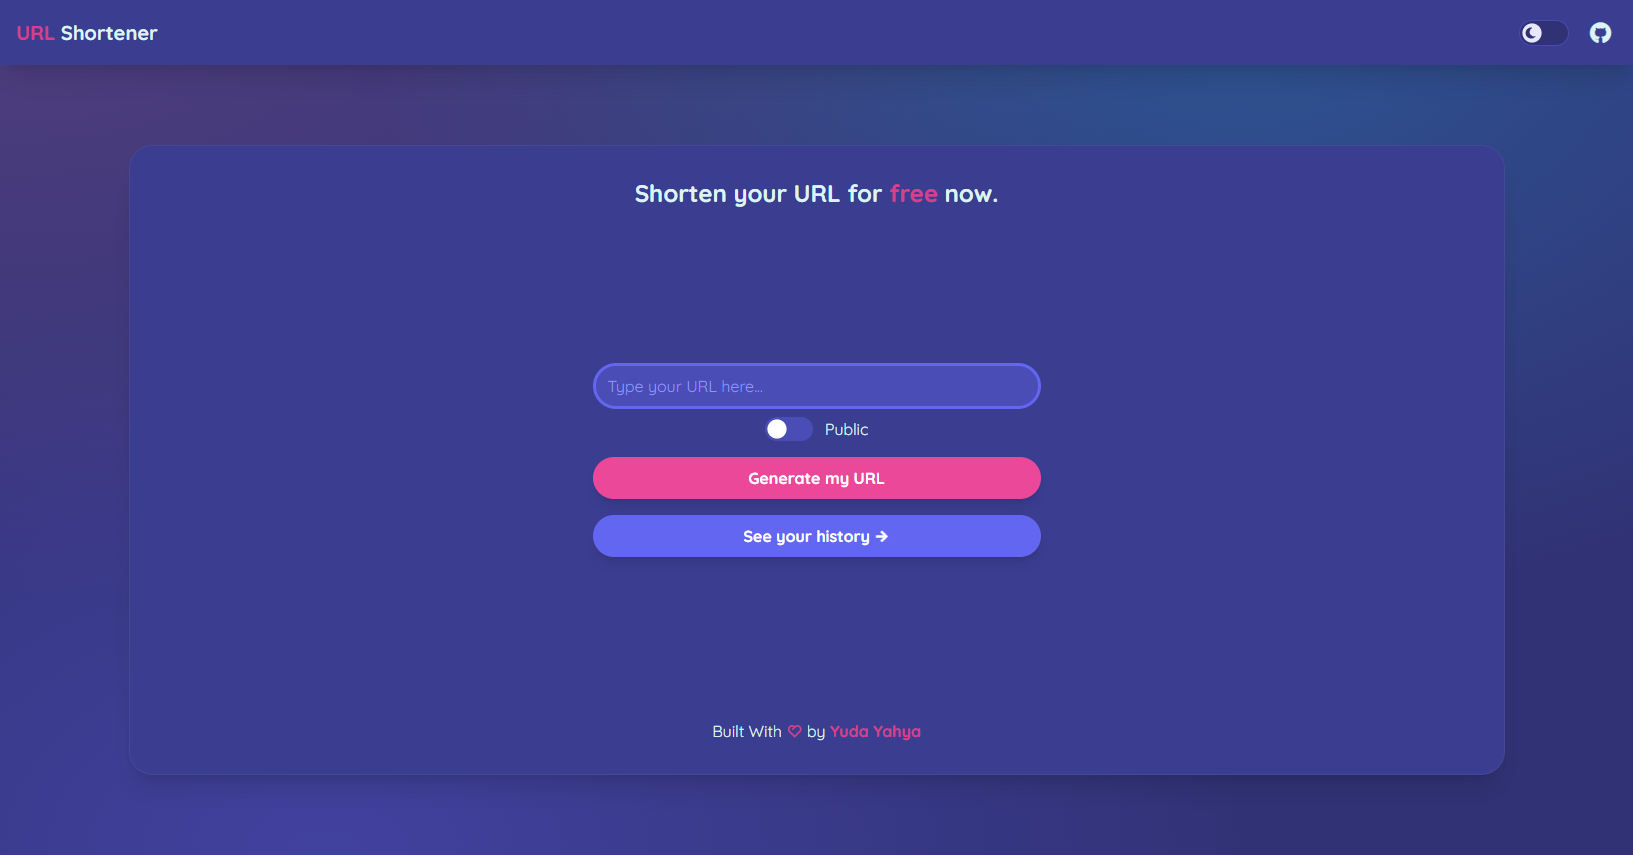 URL Shortener
Shorten your URL for free now.
Type your URL here...
Public
Generate my URL
See your history →
Built With ♡ by Yuda Yahya